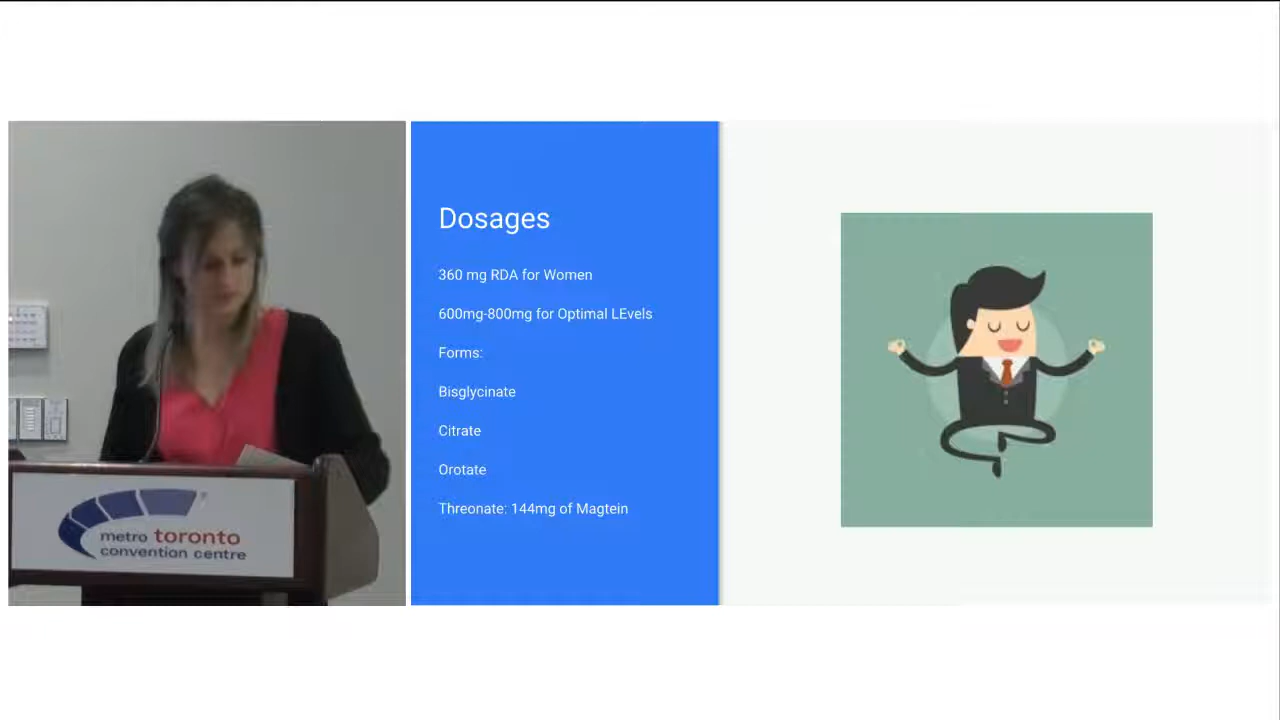 Dosages
360 mg RDA for Women
600mg-800mg for Optimal LEvels
Forms:
Bisglycinate
Citrate
Orotate
Threonate: 144mg of Magtein
metro toronto
convention centre